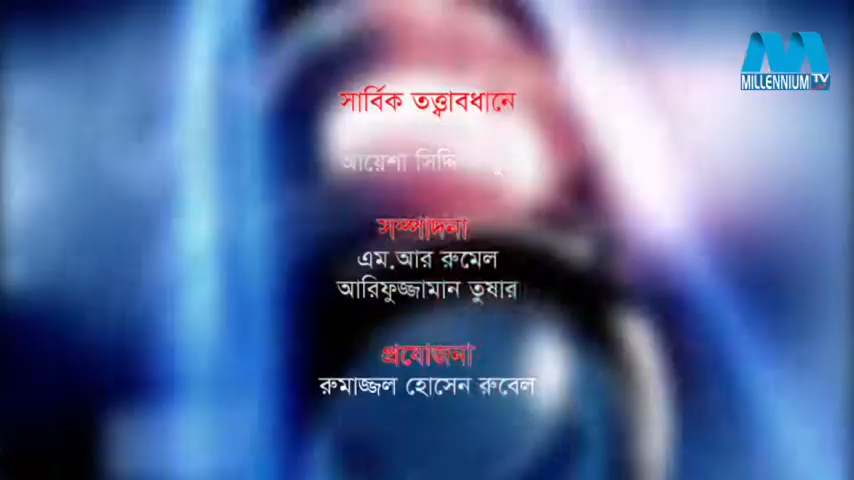 MILLENNIUM TV
সার্বিক তত্ত্বাবধানে
আয়েশা
সম্পাদনা
এম.আর রুমেল
আরিফুজ্জামান তুষার
প্রযোজনা
রুমাজ্জল হোসেন রুবেল